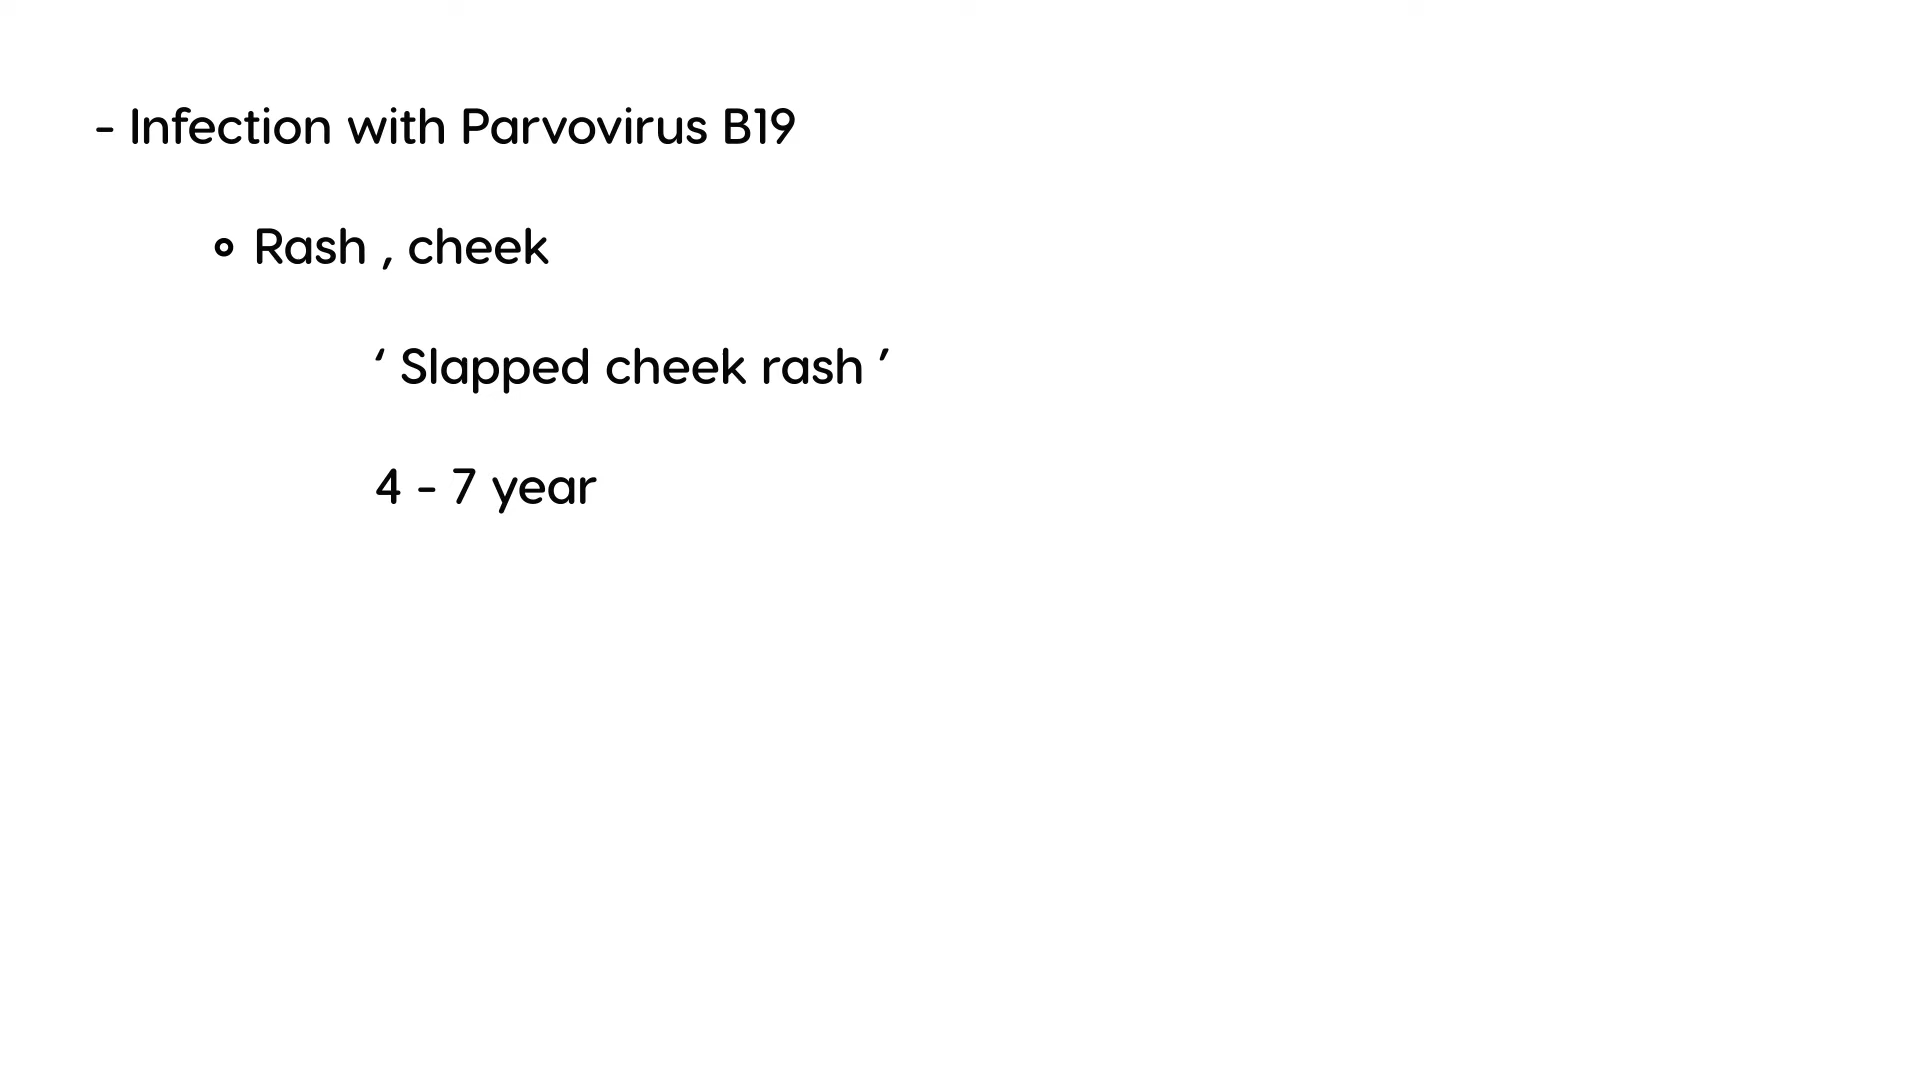 - Infection with Parvovirus B19
⚬ Rash , cheek
‘ Slapped cheek rash ’
4 - 7 year